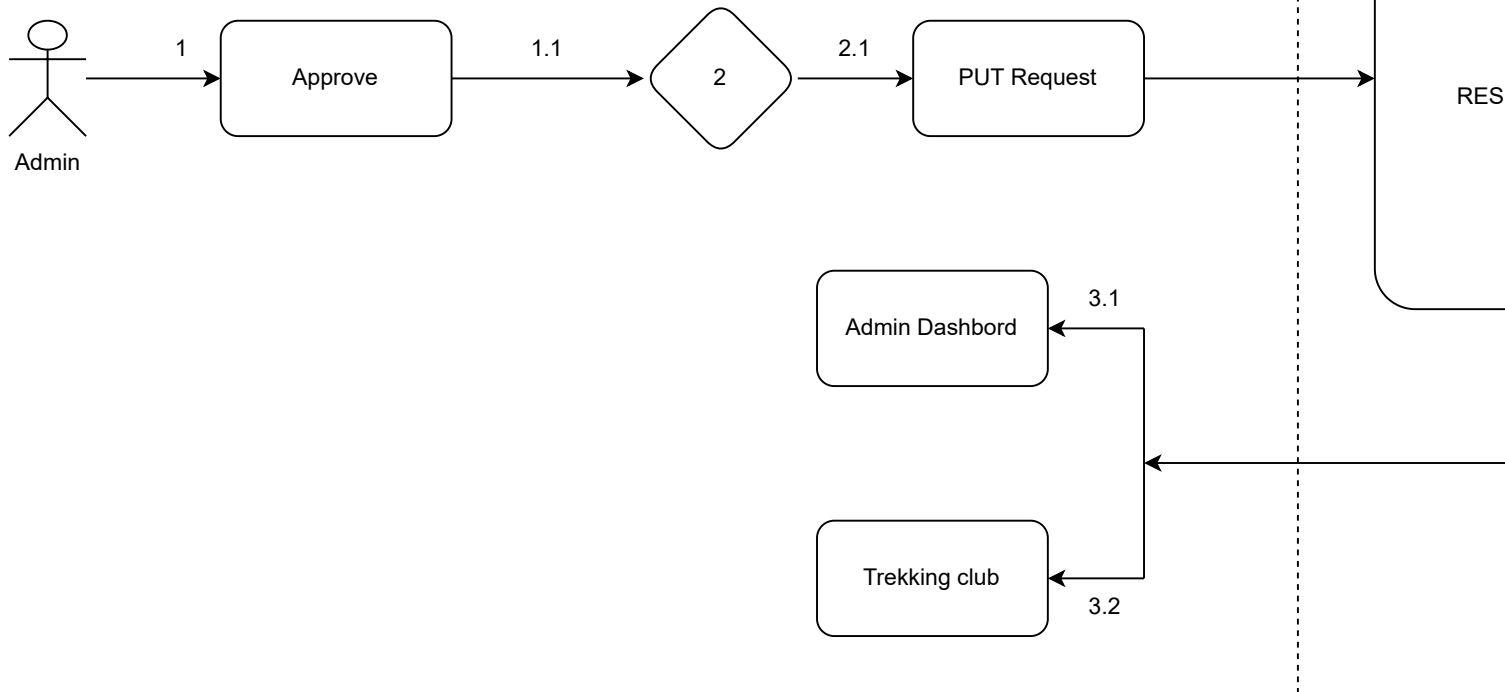 1
1.1
2.1
Approve
2
PUT Request
RES
Admin
3.1
Admin Dashbord
Trekking club
3.2